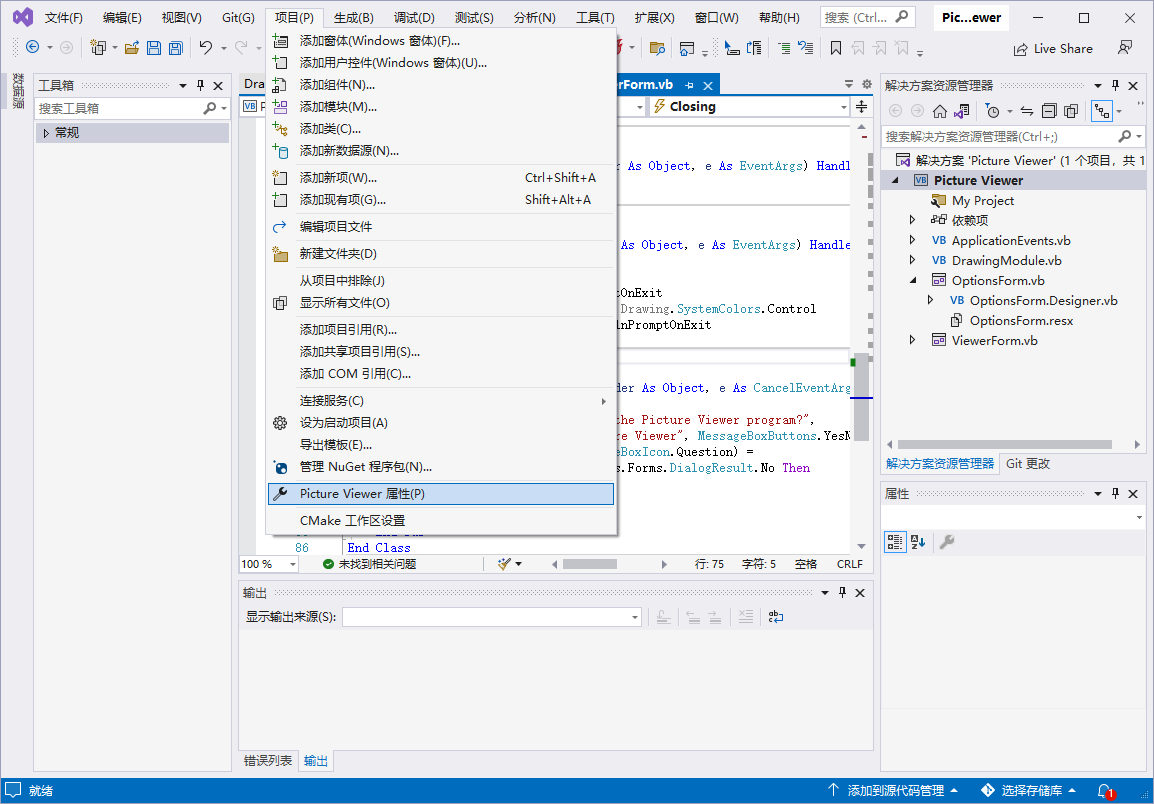 文件(F) 编辑(E) 视图(V) Git(G) 项目(P) 生成(B) 调试(D) 测试(S) 分析(N) 工具(T) 扩展(X) 窗口(W) 帮助(H) 搜索 (Ctrl... Pic...ewer
Live Share
数据源
工具箱
搜索工具箱
常规
Dra
erForm.vb
VB
Closing
添加窗体(Windows 窗体)(F)...
添加用户控件(Windows 窗体)(U)...
添加组件(N)...
添加模块(M)...
添加类(C)...
添加新数据源(N)...
添加新项(W)... Ctrl+Shift+A
添加现有项(G)... Shift+Alt+A
编辑项目文件
新建文件夹(D)
从项目中排除(J)
显示所有文件(O)
添加项目引用(R)...
添加共享项目引用(S)...
添加 COM 引用(C)...
连接服务(C)
设为启动项目(A)
导出模板(E)...
管理 NuGet 程序包(N)...
Picture Viewer 属性(P)
CMake 工作区设置
r As Object, e As EventArgs) Handl
As Object, e As EventArgs) Handle
ptOnExit
Drawing.SystemColors.Control
nPromptOnExit
der As Object, e As CancelEventArg
the Picture Viewer program?",
re Viewer", MessageBoxButtons.YesN
eBoxIcon.Question) =
s.Forms.DialogResult.No Then
86 End Class
100 % 未找到相关问题 行: 75 字符: 5 空格 CRLF
输出
显示输出来源(S):
错误列表 输出
解决方案资源管理器
搜索解决方案资源管理器(Ctrl+;)
解决方案 'Picture Viewer' (1 个项目，共 1
VB Picture Viewer
My Project
依赖项
VB ApplicationEvents.vb
VB DrawingModule.vb
OptionsForm.vb
VB OptionsForm.Designer.vb
OptionsForm.resx
ViewerForm.vb
解决方案资源管理器 Git 更改
属性
就绪 添加到源代码管理 选择存储库 1